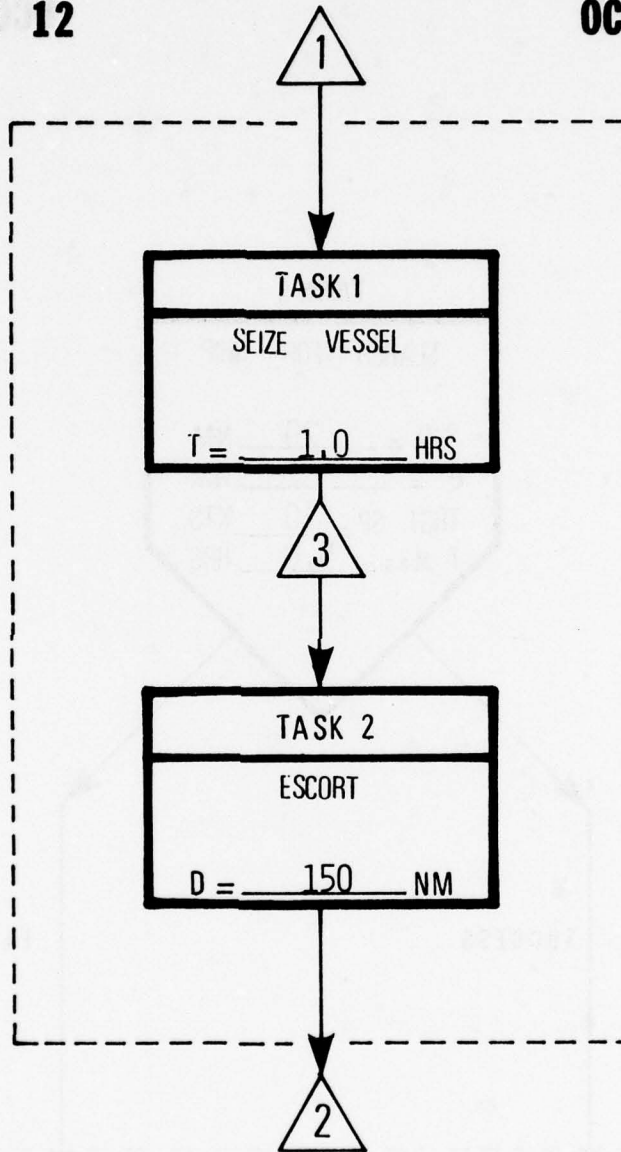 12
OC
1
TASK 1
SEIZE VESSEL
T = 1.0 HRS
3
TASK 2
ESCORT
D = 150 NM
2